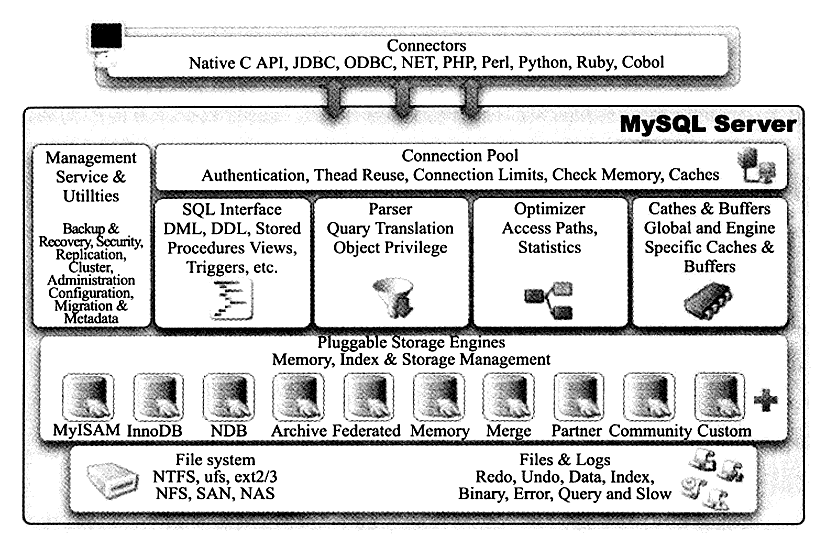 Connectors
Native C API, JDBC, ODBC, NET, PHP, Perl, Python, Ruby, Cobol
MySQL Server
Management
Service &
Utillties
Backup &
Recovery, Security,
Replication,
Cluster,
Administration
Configuration,
Migration &
Metadata
Connection Pool
Authentication, Thead Reuse, Connection Limits, Check Memory, Caches
SQL Interface
DML, DDL, Stored
Procedures Views,
Triggers, etc.
Parser
Quary Translation
Object Privilege
Optimizer
Access Paths,
Statistics
Cathes & Buffers
Global and Engine
Specific Caches &
Buffers
Pluggable Storage Engines
Memory, Index & Storage Management
MyISAM InnoDB NDB Archive Federated Memory Merge Partner Community Custom
File system
NTFS, ufs, ext2/3
NFS, SAN, NAS
Files & Logs
Redo, Undo, Data, Index,
Binary, Error, Query and Slow